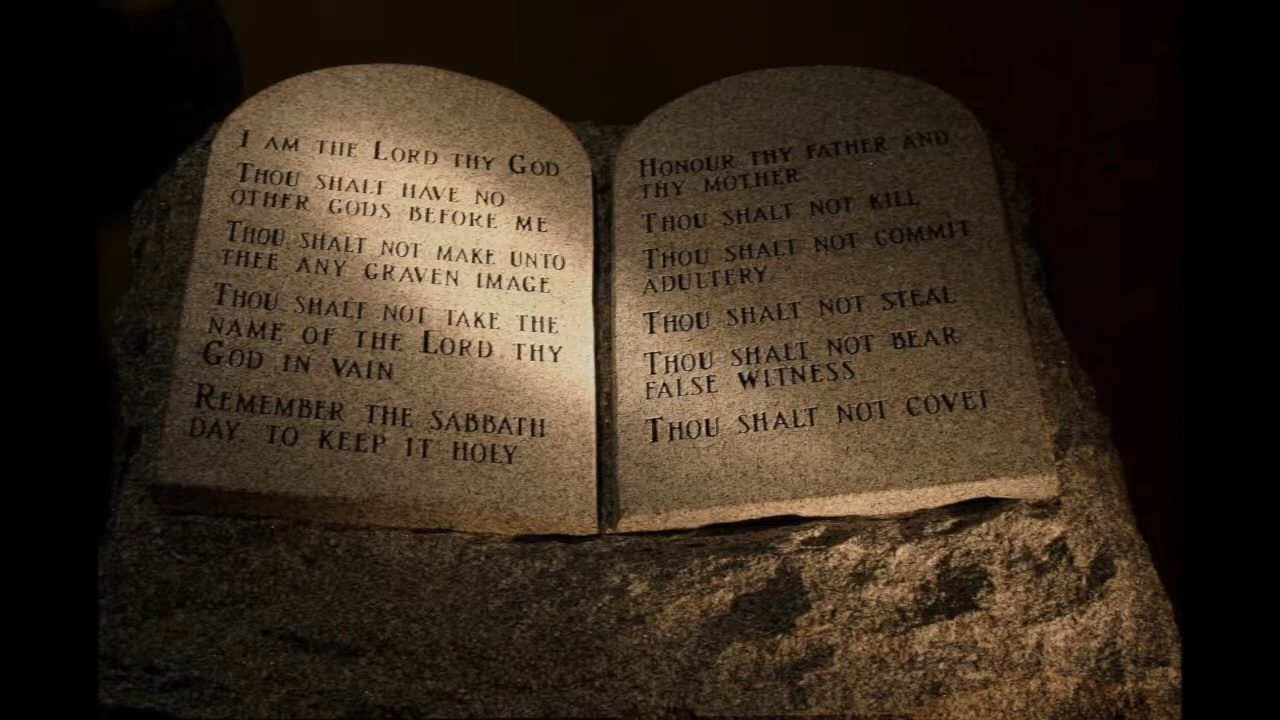 I AM THE LORD THY GOD
THOU SHALT HAVE NO
OTHER GODS BEFORE ME
THOU SHALT NOT MAKE UNTO
THEE ANY GRAVEN IMAGE
THOU SHALT NOT TAKE THE
NAME OF THE LORD THY
GOD IN VAIN
REMEMBER THE SABBATH
DAY, TO KEEP IT HOLY
HONOUR THY FATHER AND
THY MOTHER
THOU SHALT NOT KILL
THOU SHALT NOT COMMIT
ADULTERY
THOU SHALT NOT STEAL
THOU SHALT NOT BEAR
FALSE WITNESS
THOU SHALT NOT COVET